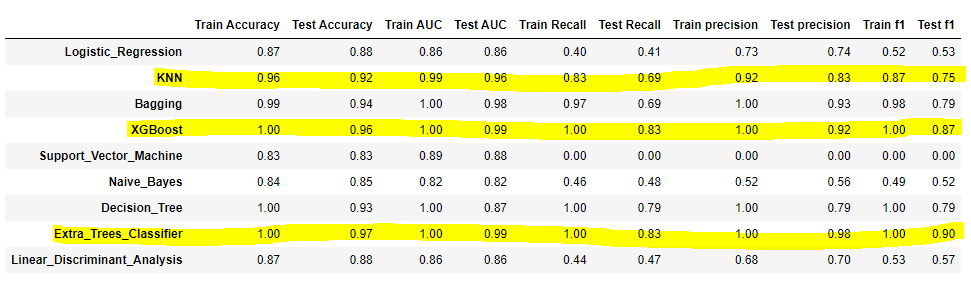 Train Accuracy Test Accuracy Train AUC Test AUC Train Recall Test Recall Train precision Test precision Train f1 Test f1
Logistic_Regression 0.87 0.88 0.86 0.86 0.40 0.41 0.73 0.74 0.52 0.53
KNN 0.96 0.92 0.99 0.96 0.83 0.69 0.92 0.83 0.87 0.75
Bagging 0.99 0.94 1.00 0.98 0.97 0.69 1.00 0.93 0.98 0.79
XGBoost 1.00 0.96 1.00 0.99 1.00 0.83 1.00 0.92 1.00 0.87
Support_Vector_Machine 0.83 0.83 0.89 0.88 0.00 0.00 0.00 0.00 0.00 0.00
Naive_Bayes 0.84 0.85 0.82 0.82 0.46 0.48 0.52 0.56 0.49 0.52
Decision_Tree 1.00 0.93 1.00 0.87 1.00 0.79 1.00 0.79 1.00 0.79
Extra_Trees_Classifier 1.00 0.97 1.00 0.99 1.00 0.83 1.00 0.98 1.00 0.90
Linear_Discriminant_Analysis 0.87 0.88 0.86 0.86 0.44 0.47 0.68 0.70 0.53 0.57